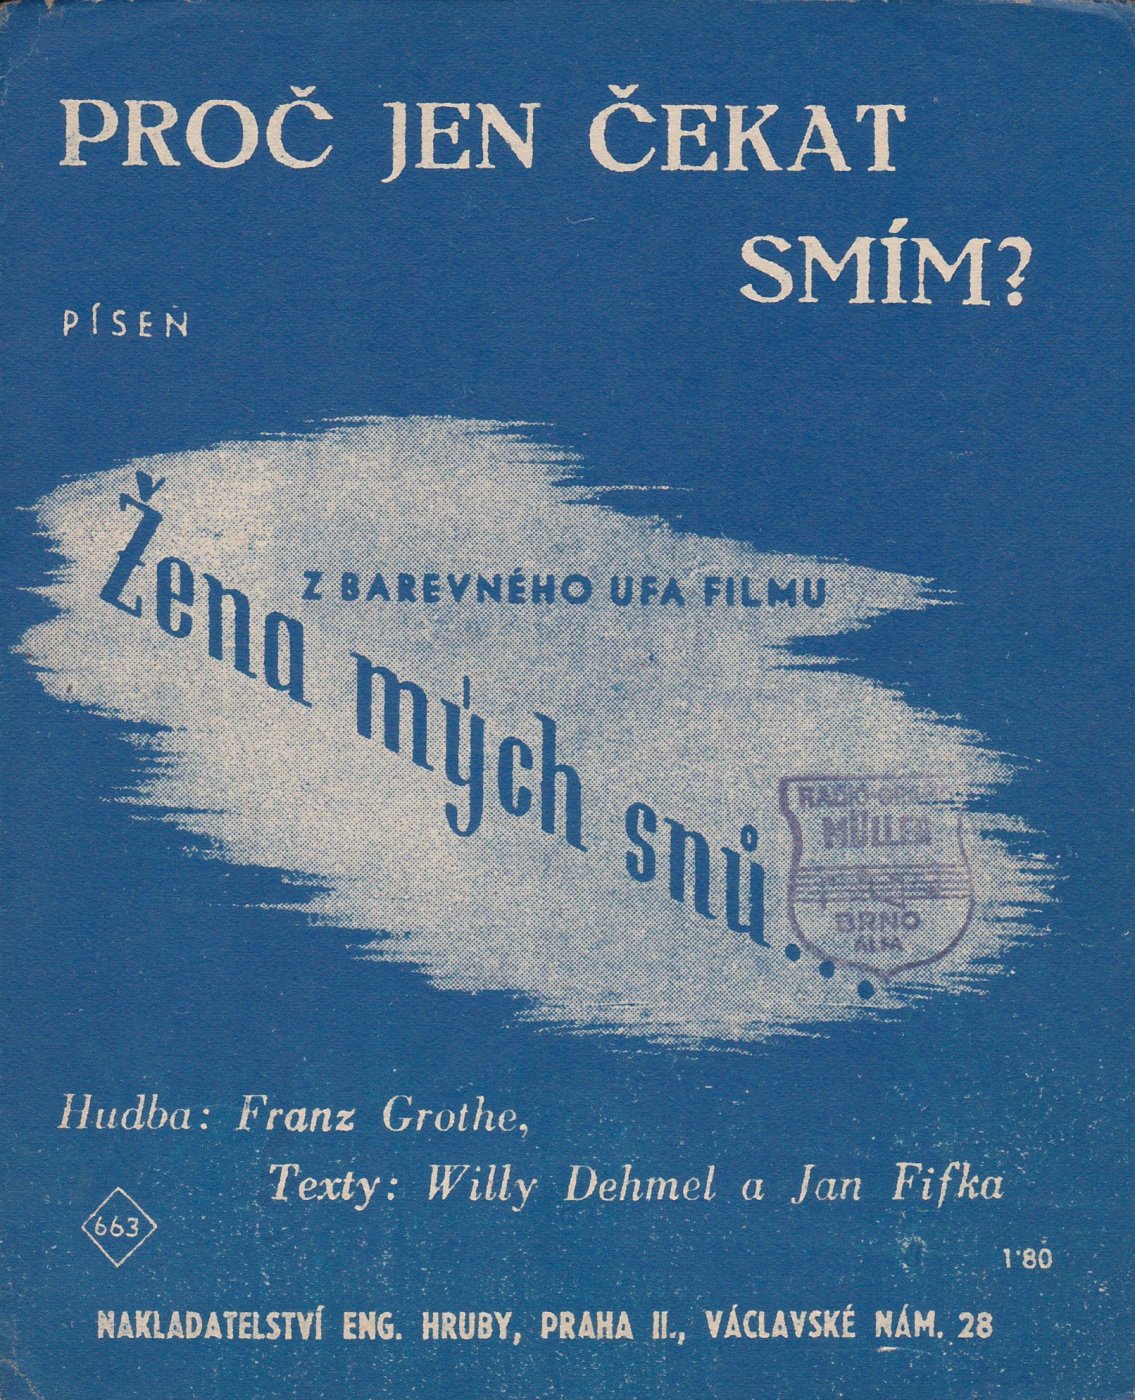 PROČ JEN ČEKAT
SMÍM?
PÍSEŇ
Z BAREVNÉHO UFA FILMU
Žena mých snů...
MÜLLER
BRNO
ALFA
Hudba: Franz Grothe,
Texty: Willy Dehmel a Jan Fifka
663
1·80
NAKLADATELSTVÍ ENG. HRUBY, PRAHA II., VÁCLAVSKÉ NÁM. 28